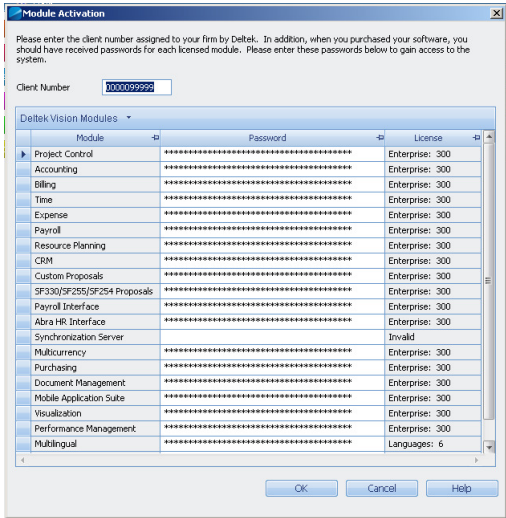 Module Activation
Please enter the client number assigned to your firm by Deltek. In addition, when you purchased your software, you
should have received passwords for each licensed module. Please enter these passwords below to gain access to the
system.
Client Number 0000099999
Deltek Vision Modules
Module Password License
Project Control ************************************** Enterprise: 300
Accounting ************************************** Enterprise: 300
Billing ************************************** Enterprise: 300
Time ************************************** Enterprise: 300
Expense ************************************** Enterprise: 300
Payroll ************************************** Enterprise: 300
Resource Planning ************************************** Enterprise: 300
CRM ************************************** Enterprise: 300
Custom Proposals ************************************** Enterprise: 300
SF330/SF255/SF254 Proposals ************************************** Enterprise: 300
Payroll Interface ************************************** Enterprise: 300
Abra HR Interface ************************************** Enterprise: 300
Synchronization Server Invalid
Multicurrency ************************************** Enterprise: 300
Purchasing ************************************** Enterprise: 300
Document Management ************************************** Enterprise: 300
Mobile Application Suite ************************************** Enterprise: 300
Visualization ************************************** Enterprise: 300
Performance Management ************************************** Enterprise: 300
Multilingual ************************************** Languages: 6
OK Cancel Help